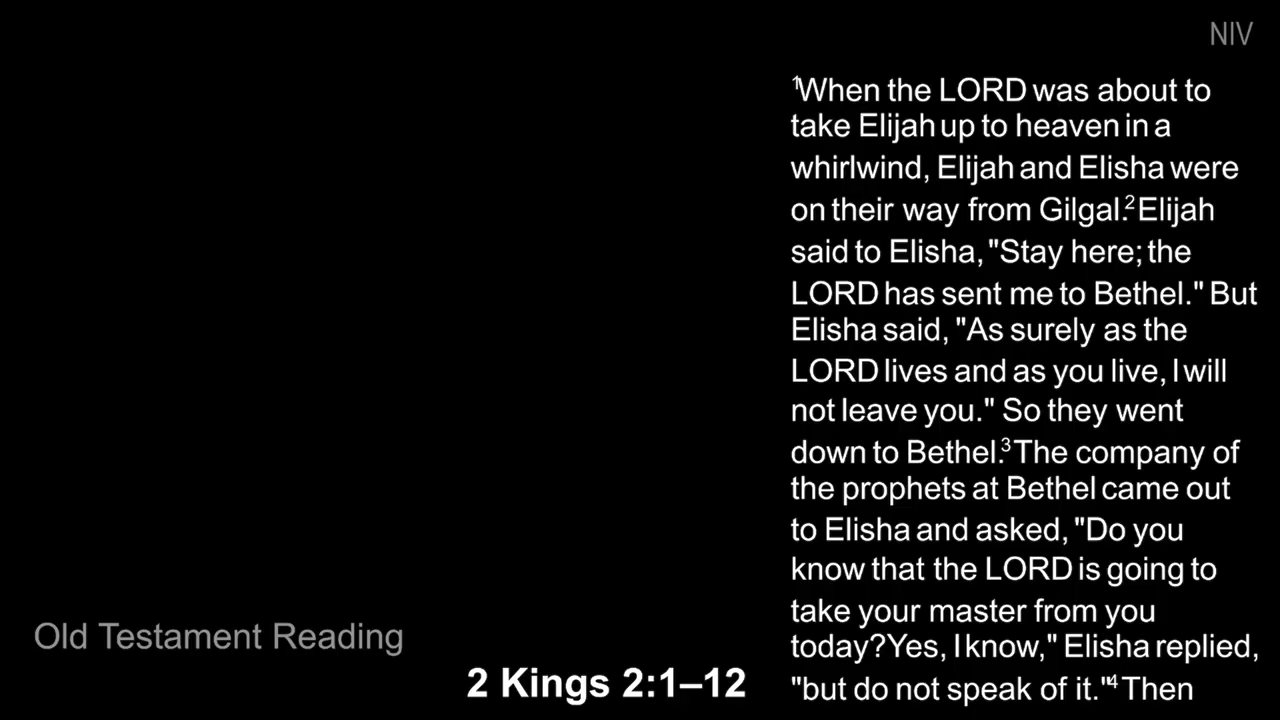 NIV
¹When the LORD was about to
take Elijah up to heaven in a
whirlwind, Elijah and Elisha were
on their way from Gilgal.²Elijah
said to Elisha, "Stay here; the
LORD has sent me to Bethel." But
Elisha said, "As surely as the
LORD lives and as you live, I will
not leave you." So they went
down to Bethel.³The company of
the prophets at Bethel came out
to Elisha and asked, "Do you
know that the LORD is going to
take your master from you
today?Yes, I know," Elisha replied,
"but do not speak of it."⁴Then
Old Testament Reading
2 Kings 2:1–12